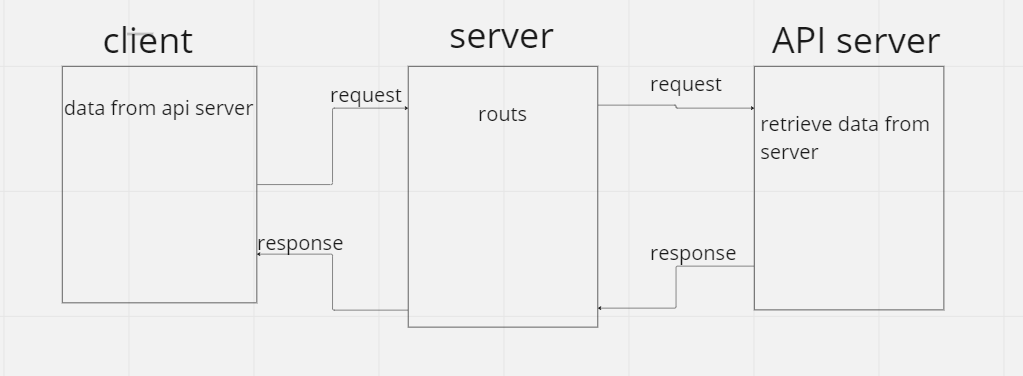 client
server
API server
data from api server
request
routs
request
retrieve data from
server
response
response